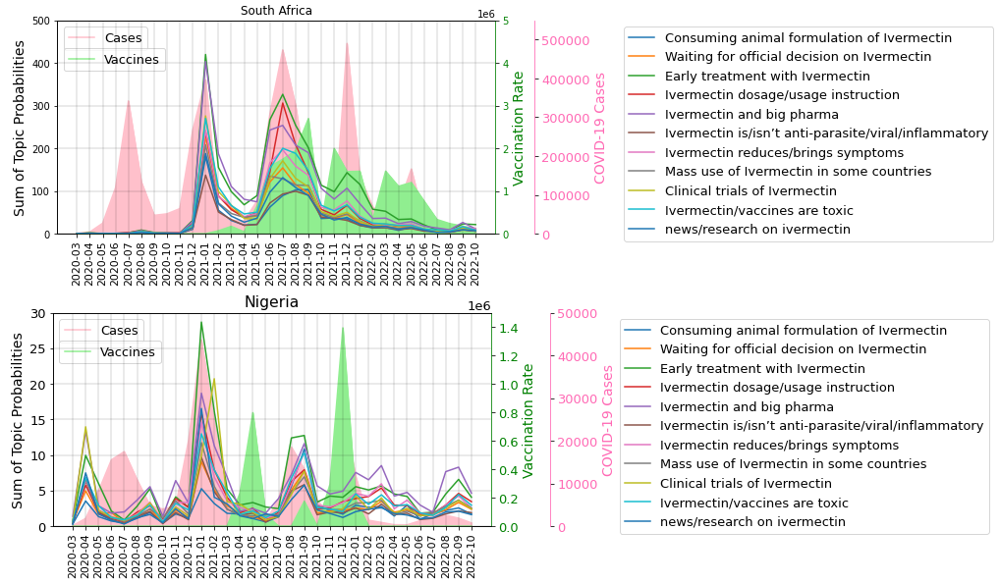 South Africa
1e6
500
400
300
200
100
0
Sum of Topic Probabilities
Cases
Vaccines
5
4
3
2
1
0
Vaccination Rate
500000
400000
300000
200000
100000
0
COVID-19 Cases
2020-03
2020-04
2020-05
2020-06
2020-07
2020-08
2020-09
2020-10
2020-11
2020-12
2021-01
2021-02
2021-03
2021-04
2021-05
2021-06
2021-07
2021-08
2021-09
2021-10
2021-11
2021-12
2022-01
2022-02
2022-03
2022-04
2022-05
2022-06
2022-07
2022-08
2022-09
2022-10
Consuming animal formulation of Ivermectin
Waiting for official decision on Ivermectin
Early treatment with Ivermectin
Ivermectin dosage/usage instruction
Ivermectin and big pharma
Ivermectin is/isn’t anti-parasite/viral/inflammatory
Ivermectin reduces/brings symptoms
Mass use of Ivermectin in some countries
Clinical trials of Ivermectin
Ivermectin/vaccines are toxic
news/research on ivermectin
Nigeria
1e6
30
25
20
15
10
5
0
Sum of Topic Probabilities
Cases
Vaccines
1.4
1.2
1.0
0.8
0.6
0.4
0.2
0.0
Vaccination Rate
50000
40000
30000
20000
10000
0
COVID-19 Cases
2020-03
2020-04
2020-05
2020-06
2020-07
2020-08
2020-09
2020-10
2020-11
2020-12
2021-01
2021-02
2021-03
2021-04
2021-05
2021-06
2021-07
2021-08
2021-09
2021-10
2021-11
2021-12
2022-01
2022-02
2022-03
2022-04
2022-05
2022-06
2022-07
2022-08
2022-09
2022-10
Consuming animal formulation of Ivermectin
Waiting for official decision on Ivermectin
Early treatment with Ivermectin
Ivermectin dosage/usage instruction
Ivermectin and big pharma
Ivermectin is/isn’t anti-parasite/viral/inflammatory
Ivermectin reduces/brings symptoms
Mass use of Ivermectin in some countries
Clinical trials of Ivermectin
Ivermectin/vaccines are toxic
news/research on ivermectin